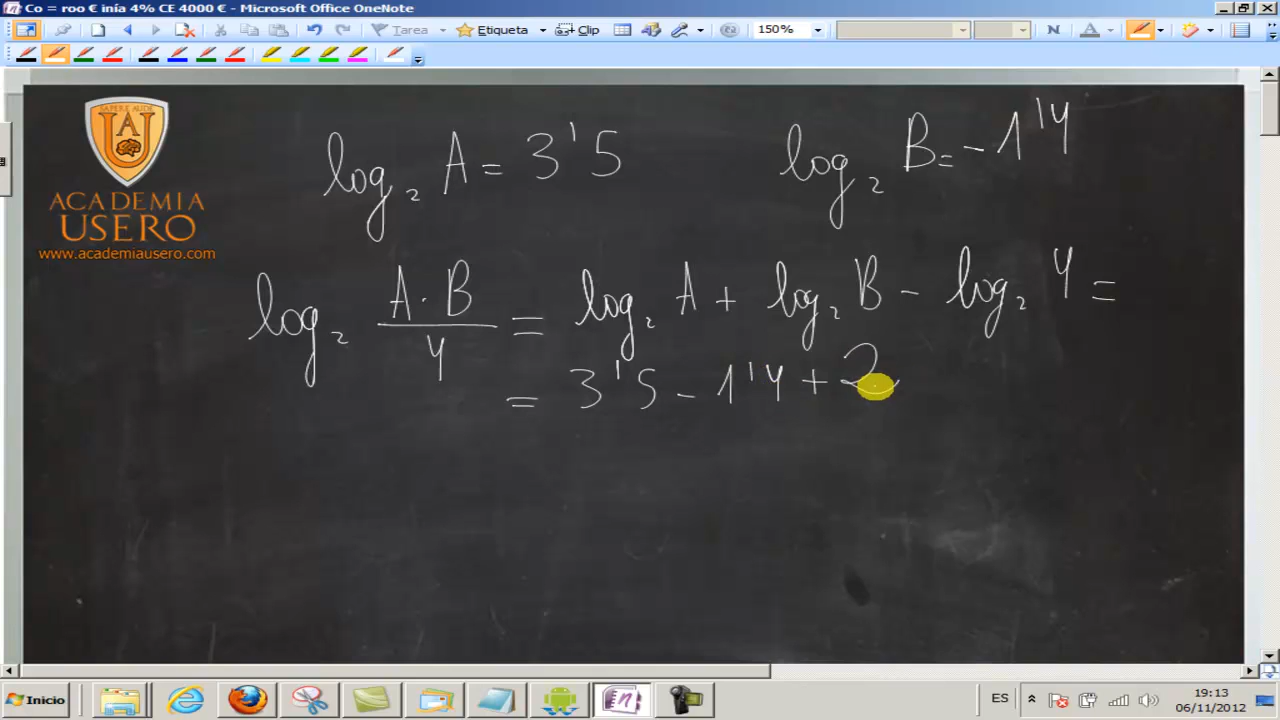 Co = roo € inía 4% CE 4000 € - Microsoft Office OneNote
Tarea Etiqueta Clip 150% N A
SAPERE AUDE
UA
ACADEMIA
USERO
www.academiausero.com
log₂ A = 3'5 log₂ B = -1'4
log₂ A · B / 4 = log₂ A + log₂ B - log₂ 4 =
= 3'5 - 1'4 + 2
Inicio ES 19:13
06/11/2012